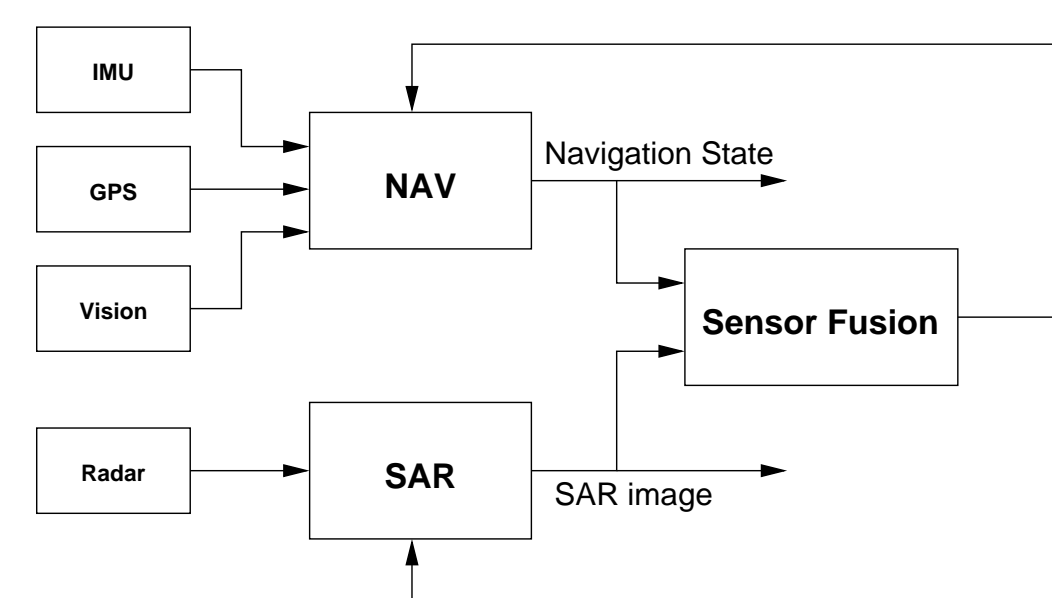 IMU
GPS
Vision
NAV
Navigation State
Sensor Fusion
Radar
SAR
SAR image